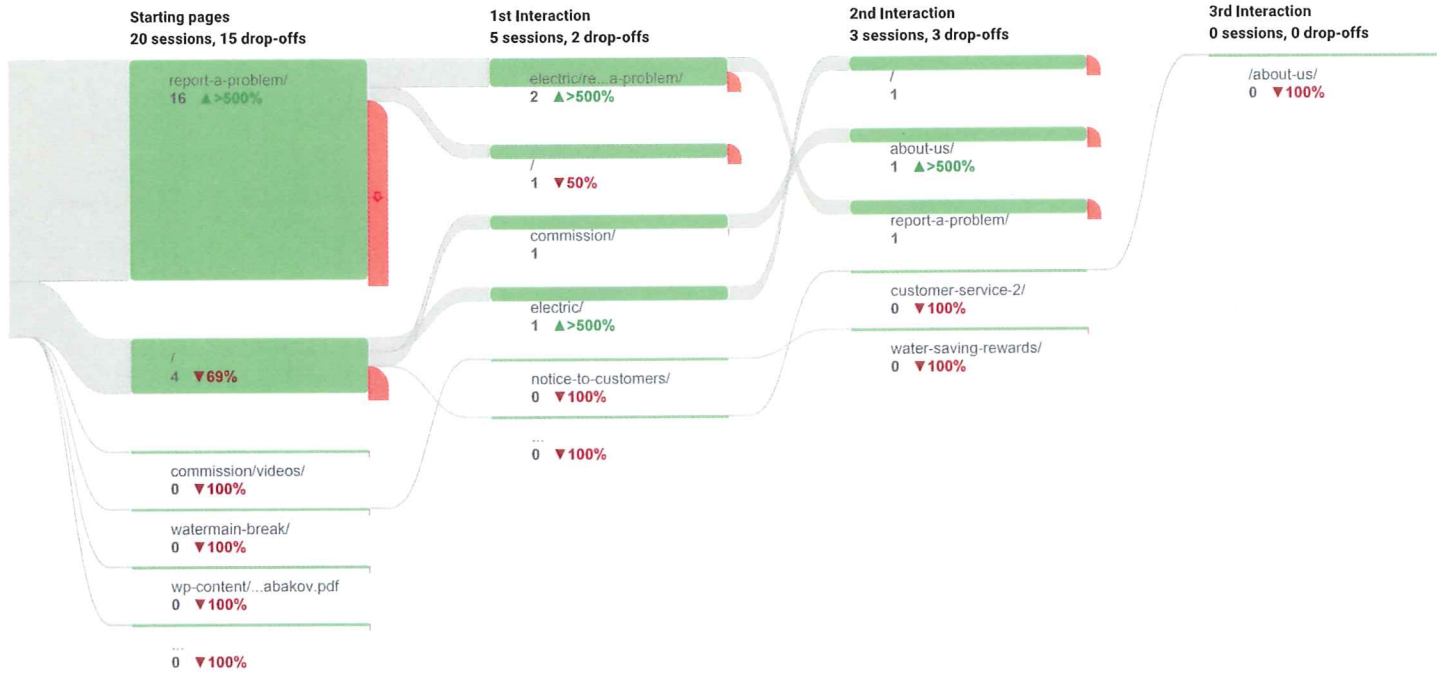 Starting pages
20 sessions, 15 drop-offs
report-a-problem/
16 ▲>500%
/
4 ▼69%
commission/videos/
0 ▼100%
watermain-break/
0 ▼100%
wp-content/...abakov.pdf
0 ▼100%
...
0 ▼100%
1st Interaction
5 sessions, 2 drop-offs
electric/re...a-problem/
2 ▲>500%
/
1 ▼50%
commission/
1
electric/
1 ▲>500%
notice-to-customers/
0 ▼100%
...
0 ▼100%
2nd Interaction
3 sessions, 3 drop-offs
/
1
about-us/
1 ▲>500%
report-a-problem/
1
customer-service-2/
0 ▼100%
water-saving-rewards/
0 ▼100%
3rd Interaction
0 sessions, 0 drop-offs
/about-us/
0 ▼100%